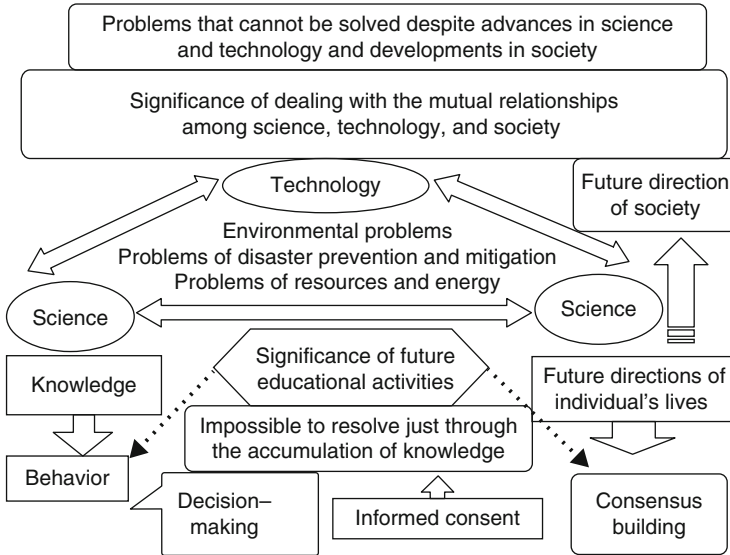 Problems that cannot be solved despite advances in science
and technology and developments in society
Significance of dealing with the mutual relationships
among science, technology, and society
Technology
Future direction
of society
Environmental problems
Problems of disaster prevention and mitigation
Problems of resources and energy
Science
Science
Significance of future
educational activities
Knowledge
Future directions of
individual's lives
Impossible to resolve just through
the accumulation of knowledge
Behavior
Decision–
making
Informed consent
Consensus
building